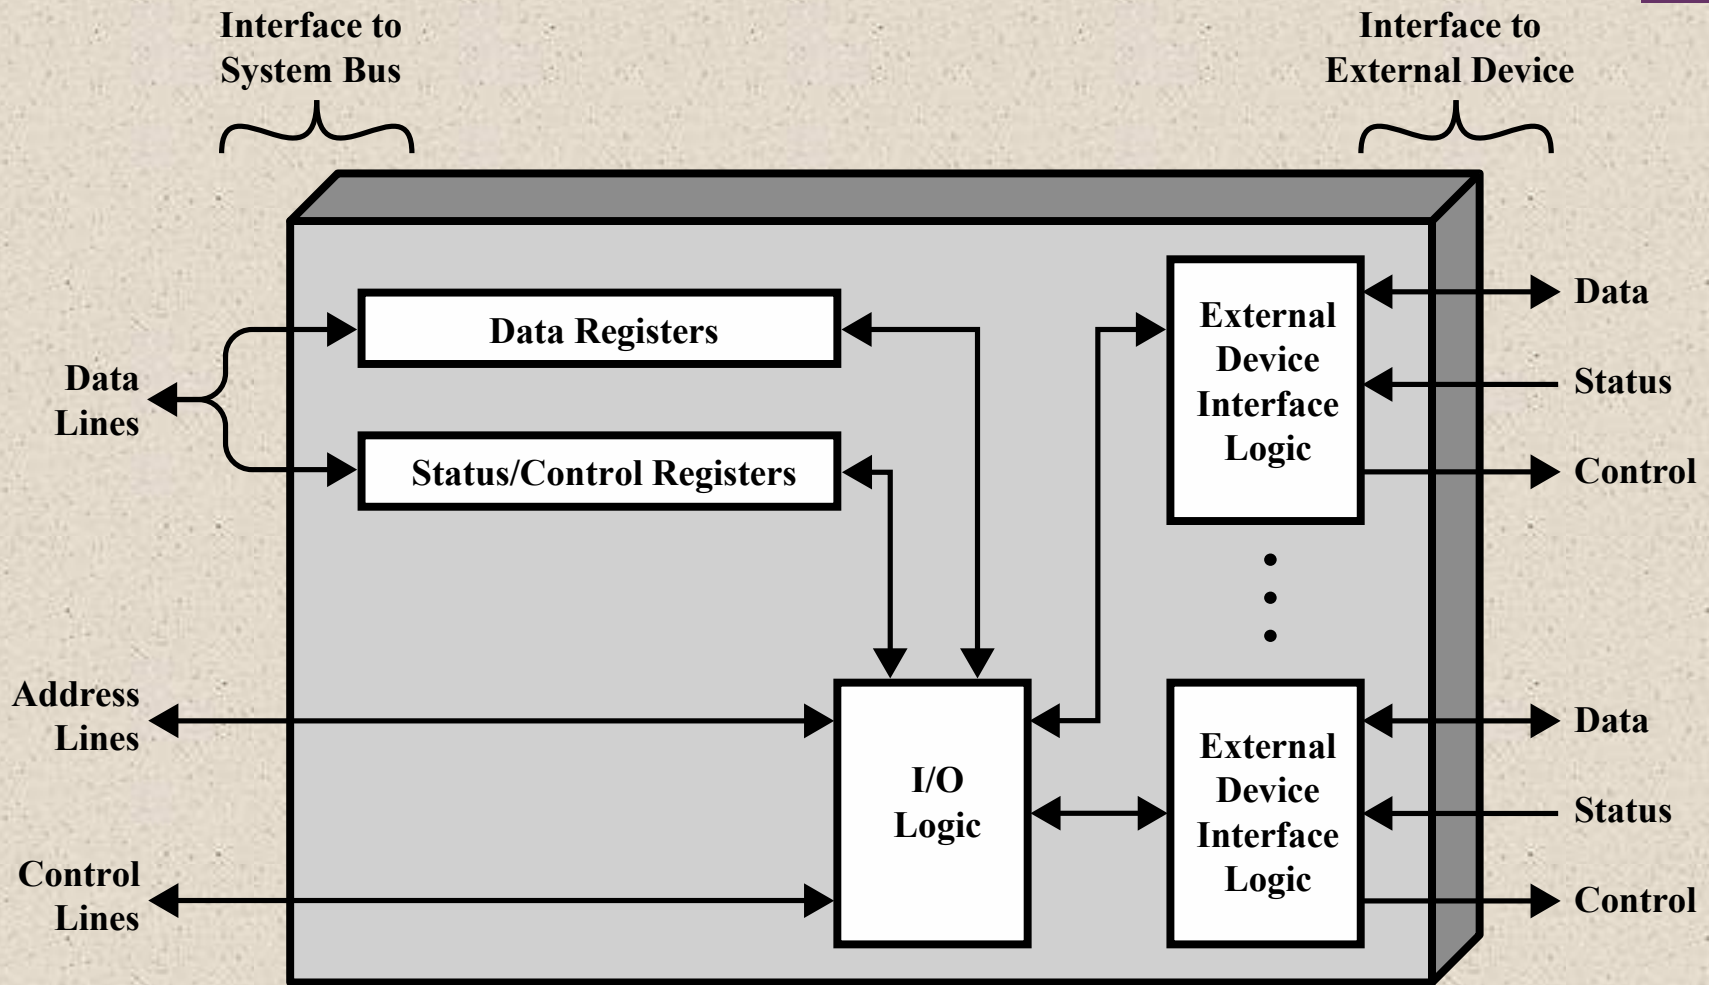 Interface to
System Bus
Interface to
External Device
Data Registers
Status/Control Registers
Data
Lines
Address
Lines
Control
Lines
I/O
Logic
External
Device
Interface
Logic
Data
Status
Control
External
Device
Interface
Logic
Data
Status
Control